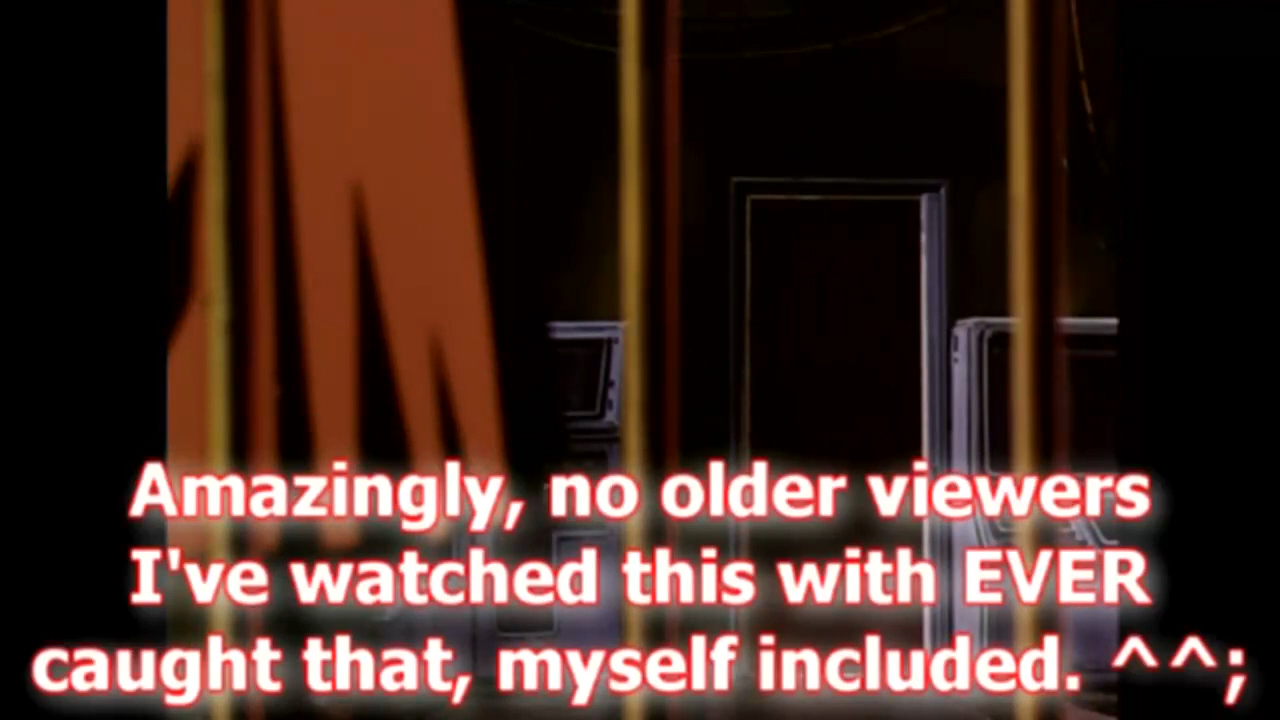 Amazingly, no older viewers
I've watched this with EVER
caught that, myself included. ^^;